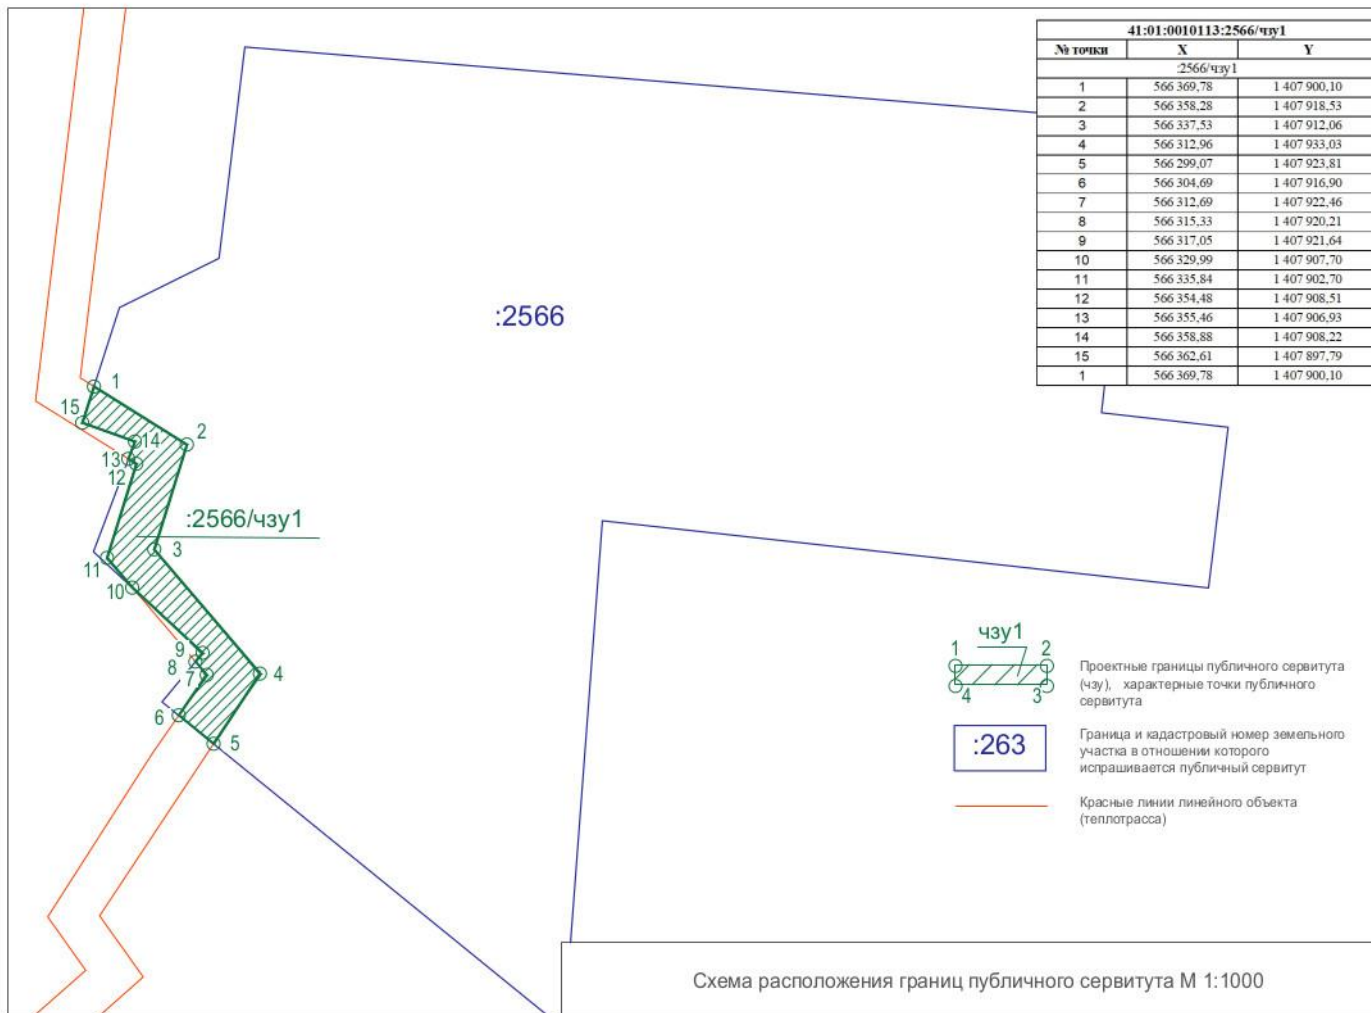 41:01:0010113:2566/чзу1
№ точки X Y
:2566/чзу1
1 566 369,78 1 407 900,10
2 566 358,28 1 407 918,53
3 566 337,53 1 407 912,06
4 566 312,96 1 407 933,03
5 566 299,07 1 407 923,81
6 566 304,69 1 407 916,90
7 566 312,69 1 407 922,46
8 566 315,33 1 407 920,21
9 566 317,05 1 407 921,64
10 566 329,99 1 407 907,70
11 566 335,84 1 407 902,70
12 566 354,48 1 407 908,51
13 566 355,46 1 407 906,93
14 566 358,88 1 407 908,22
15 566 362,61 1 407 897,79
1 566 369,78 1 407 900,10
:2566
1
15
2
14
13
12
:2566/чзу1
3
11
10
9
8
7
4
6
5
чзу1
1 2
4 3
Проектные границы публичного сервитута
(чзу), характерные точки публичного
сервитута
:263
Граница и кадастровый номер земельного
участка в отношении которого
испрашивается публичный сервитут
Красные линии линейного объекта
(теплотрасса)
Схема расположения границ публичного сервитута М 1:1000